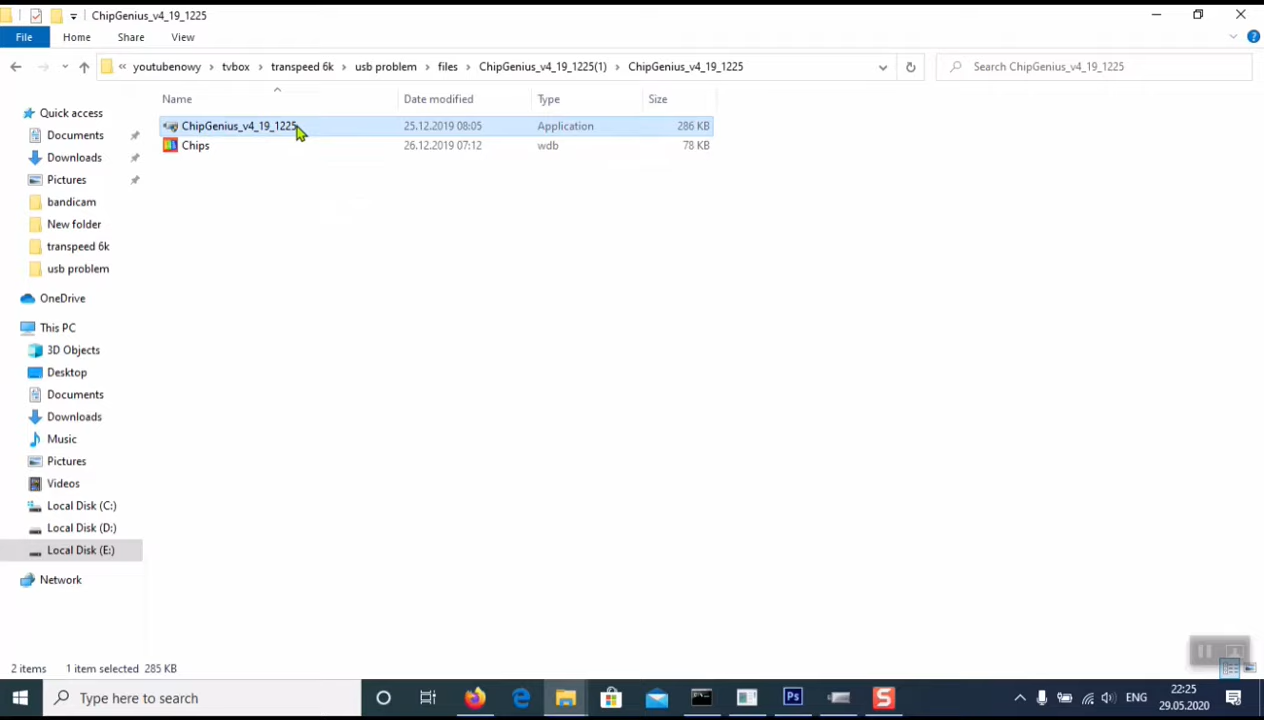 ChipGenius_v4_19_1225
File Home Share View
« youtubenowy > tvbox > transpeed 6k > usb problem > files > ChipGenius_v4_19_1225(1) > ChipGenius_v4_19_1225
Search ChipGenius_v4_19_1225
Name Date modified Type Size
ChipGenius_v4_19_1225 25.12.2019 08:05 Application 286 KB
Chips 26.12.2019 07:12 wdb 78 KB
Quick access
Documents
Downloads
Pictures
bandicam
New folder
transpeed 6k
usb problem
OneDrive
This PC
3D Objects
Desktop
Documents
Downloads
Music
Pictures
Videos
Local Disk (C:)
Local Disk (D:)
Local Disk (E:)
Network
2 items 1 item selected 285 KB
Type here to search
Ps
S
ENG
22:25
29.05.2020